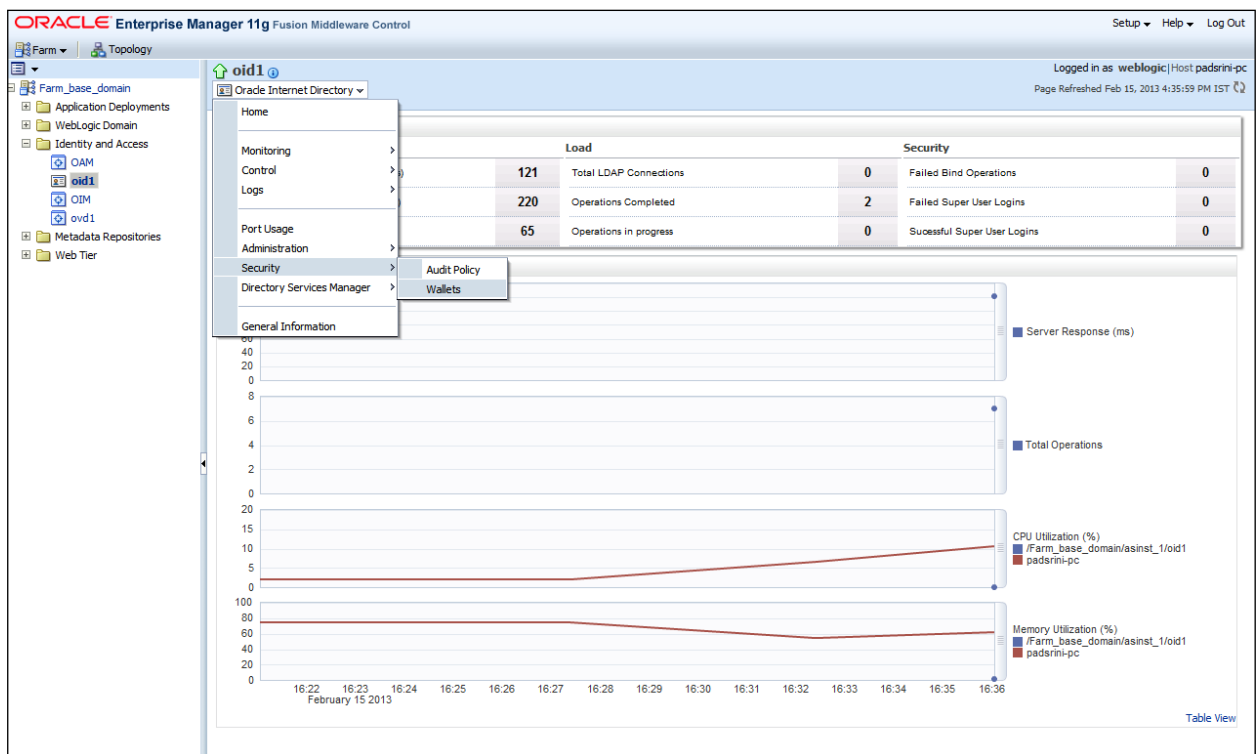 ORACLE Enterprise Manager 11g Fusion Middleware Control
Setup Help Log Out
Farm Topology
Farm_base_domain
Application Deployments
WebLogic Domain
Identity and Access
OAM
oid1
OIM
ovd1
Metadata Repositories
Web Tier
oid1
Logged in as weblogic|Host padsrini-pc
Oracle Internet Directory
Page Refreshed Feb 15, 2013 4:35:59 PM IST
Home
Monitoring
Control
Logs
Port Usage
Administration
Security
Directory Services Manager
General Information
Audit Policy
Wallets
Load
Security
121
Total LDAP Connections
0
Failed Bind Operations
0
220
Operations Completed
2
Failed Super User Logins
0
65
Operations in progress
0
Sucessful Super User Logins
0
60
40
20
0
Server Response (ms)
8
6
4
2
0
Total Operations
20
15
10
5
0
CPU Utilization (%)
/Farm_base_domain/asinst_1/oid1
padsrini-pc
100
80
60
40
20
0
Memory Utilization (%)
/Farm_base_domain/asinst_1/oid1
padsrini-pc
16:22 16:23 16:24 16:25 16:26 16:27 16:28 16:29 16:30 16:31 16:32 16:33 16:34 16:35 16:36
February 15 2013
Table View